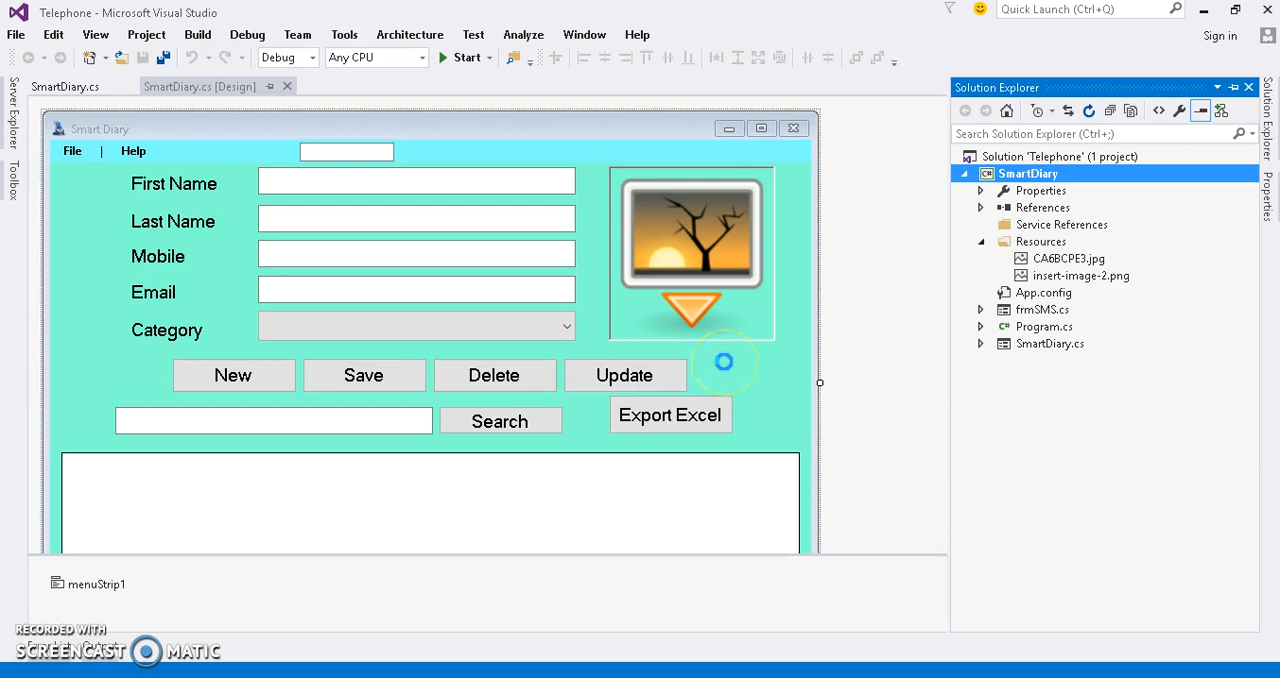 Telephone - Microsoft Visual Studio
Quick Launch (Ctrl+Q)
File Edit View Project Build Debug Team Tools Architecture Test Analyze Window Help
Sign in
Debug Any CPU Start
SmartDiary.cs SmartDiary.cs [Design]
Server Explorer
Toolbox
Smart Diary
File | Help
First Name
Last Name
Mobile
Email
Category
New Save Delete Update
Search Export Excel
menuStrip1
Solution Explorer
Search Solution Explorer (Ctrl+;)
Solution 'Telephone' (1 project)
C# SmartDiary
Properties
References
Service References
Resources
CA6BCPE3.jpg
insert-image-2.png
App.config
frmSMS.cs
C# Program.cs
SmartDiary.cs
Solution Explorer
Properties
RECORDED WITH
SCREENCAST MATIC